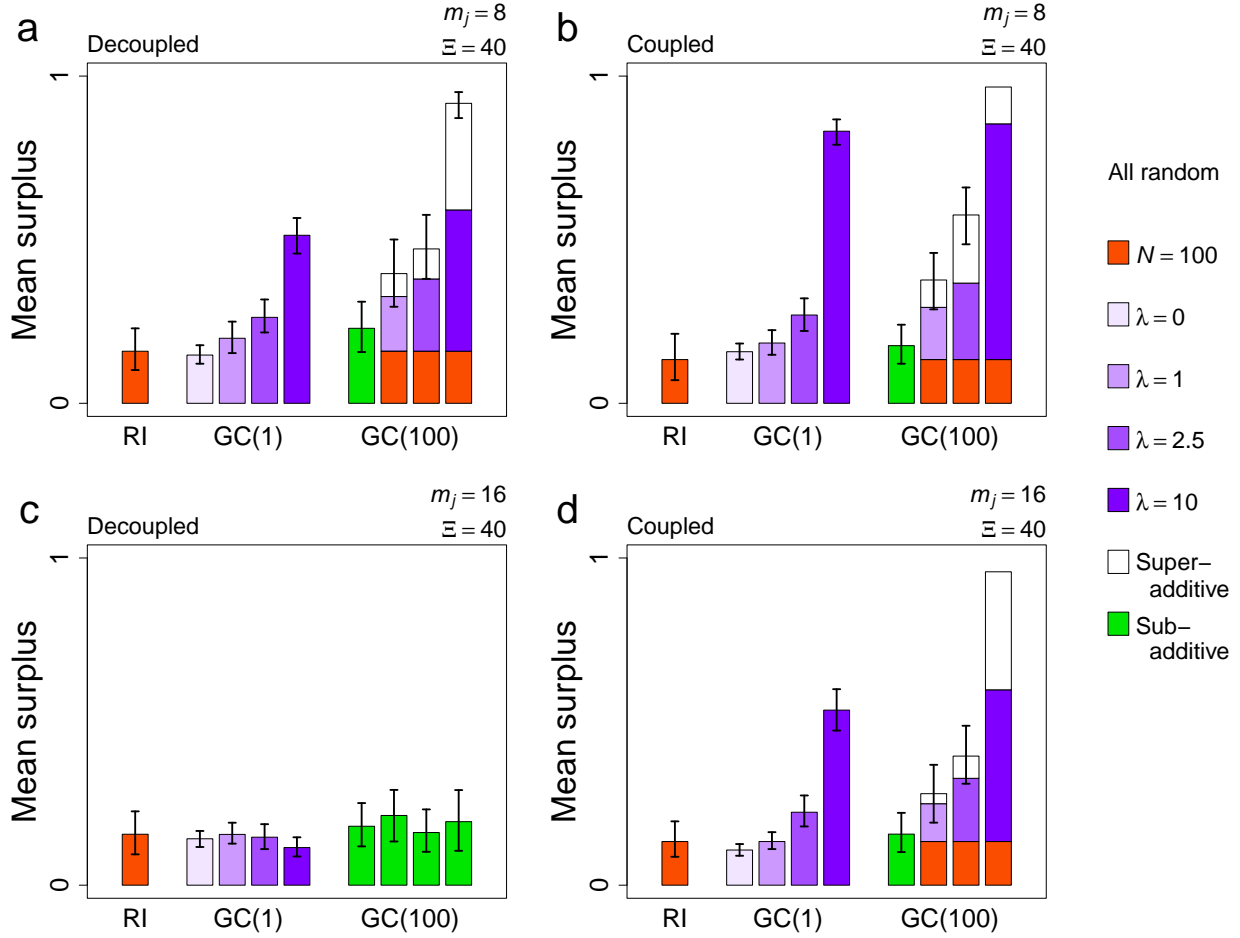 a
Decoupled
m_j = 8
Ξ = 40
Mean surplus
1
0
RI
GC(1)
GC(100)
b
Coupled
m_j = 8
Ξ = 40
Mean surplus
1
0
RI
GC(1)
GC(100)
c
Decoupled
m_j = 16
Ξ = 40
Mean surplus
1
0
RI
GC(1)
GC(100)
d
Coupled
m_j = 16
Ξ = 40
Mean surplus
1
0
RI
GC(1)
GC(100)
All random
N = 100
λ = 0
λ = 1
λ = 2.5
λ = 10
Super−
additive
Sub−
additive